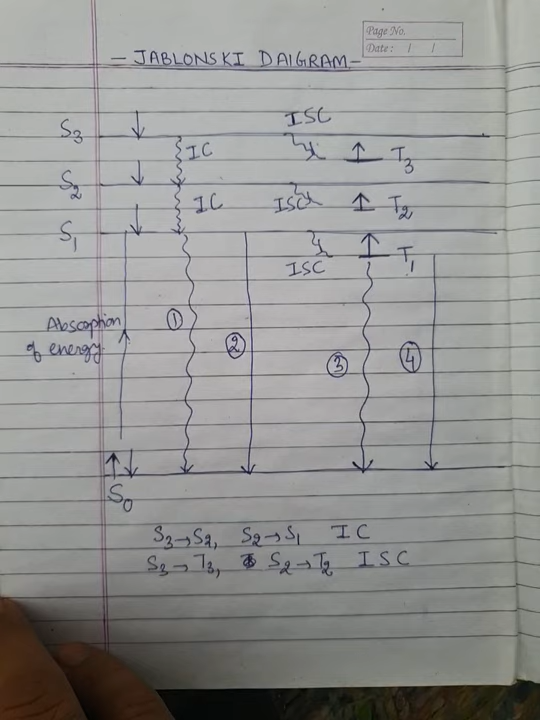 Page No.
Date: / /
- JABLONSKI DAIGRAM -
ISC
S3
IC
T3
S2
IC
ISC
T2
S1
ISC
T1
Absorption
of energy
①
②
③
④
S0
S3→S2, S2→S1 IC
S3→T3, S2→T2 ISC